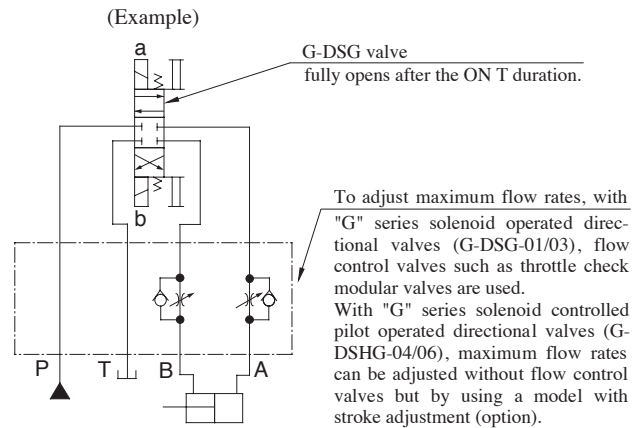 (Example)
a
G-DSG valve
fully opens after the ON T duration.
b
To adjust maximum flow rates, with
"G" series solenoid operated direc-
tional valves (G-DSG-01/03), flow
control valves such as throttle check
modular valves are used.
With "G" series solenoid controlled
pilot operated directional valves (G-
DSHG-04/06), maximum flow rates
can be adjusted without flow control
valves but by using a model with
stroke adjustment (option).
P T B A